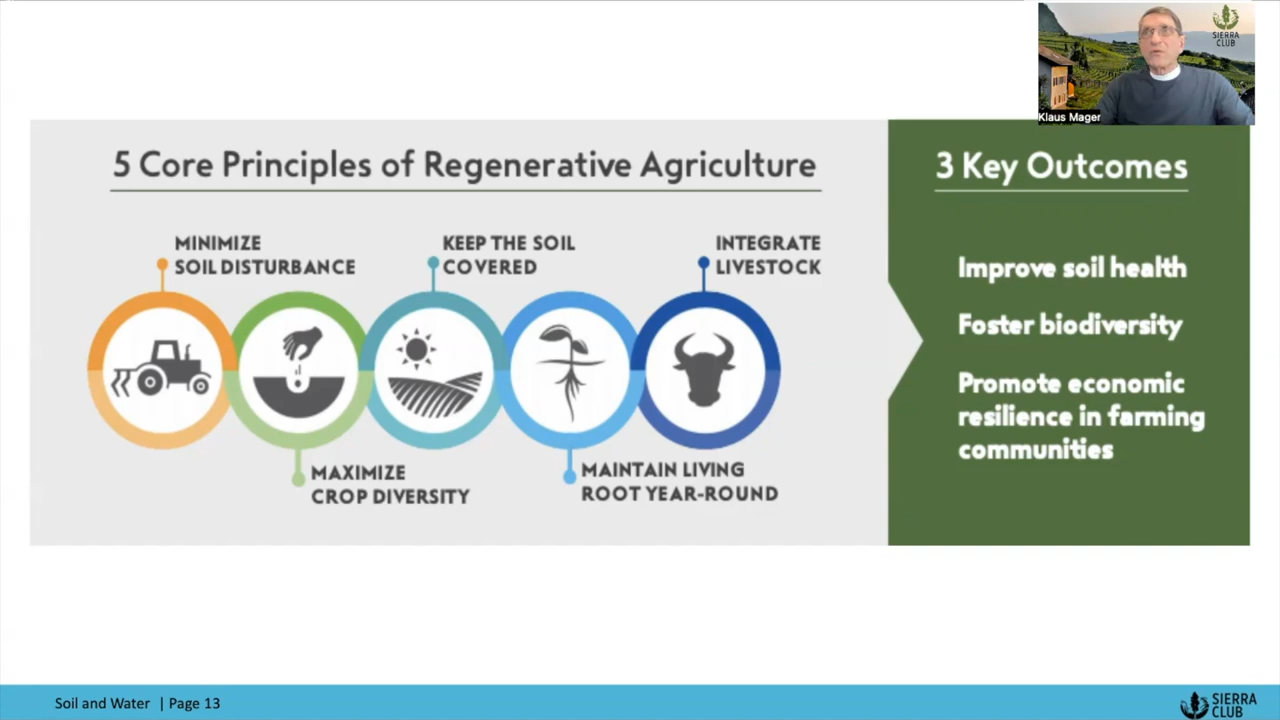 SIERRA
CLUB
Klaus Mager
5 Core Principles of Regenerative Agriculture
MINIMIZE
SOIL DISTURBANCE
KEEP THE SOIL
COVERED
INTEGRATE
LIVESTOCK
MAXIMIZE
CROP DIVERSITY
MAINTAIN LIVING
ROOT YEAR-ROUND
3 Key Outcomes
Improve soil health
Foster biodiversity
Promote economic
resilience in farming
communities
Soil and Water | Page 13
SIERRA
CLUB